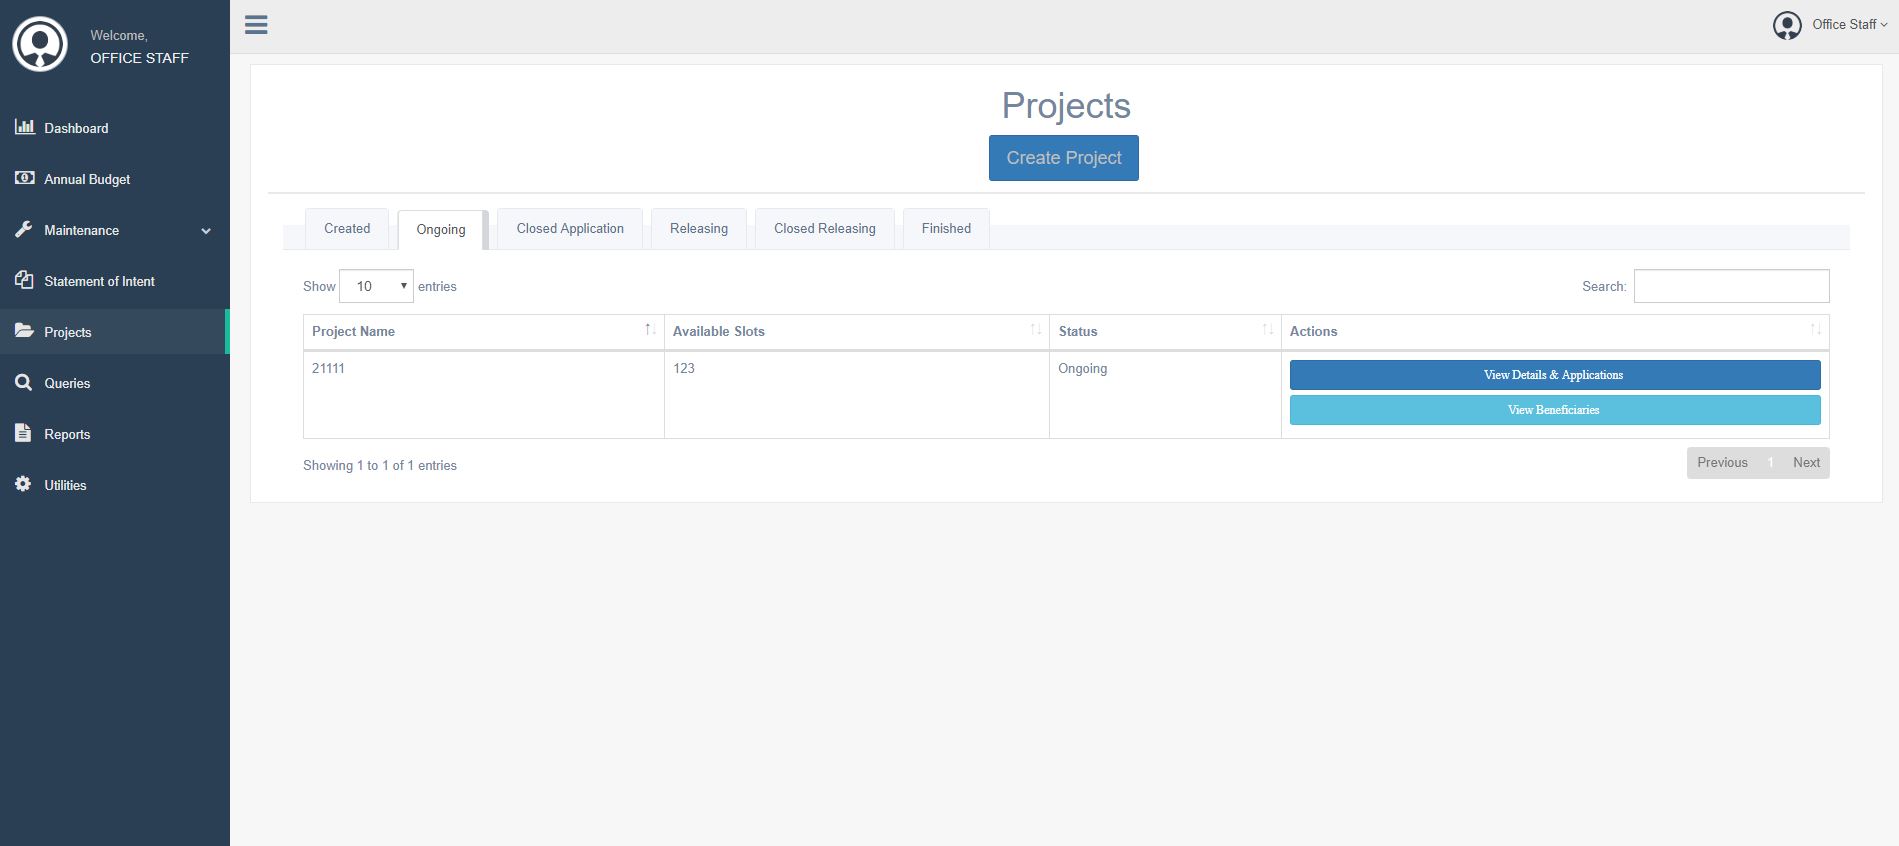 Welcome,
OFFICE STAFF
Dashboard
Annual Budget
Maintenance
Statement of Intent
Projects
Queries
Reports
Utilities
Office Staff
Projects
Create Project
Created Ongoing Closed Application Releasing Closed Releasing Finished
Show 10 entries Search:
Project Name Available Slots Status Actions
21111 123 Ongoing View Details & Applications
View Beneficiaries
Showing 1 to 1 of 1 entries Previous 1 Next